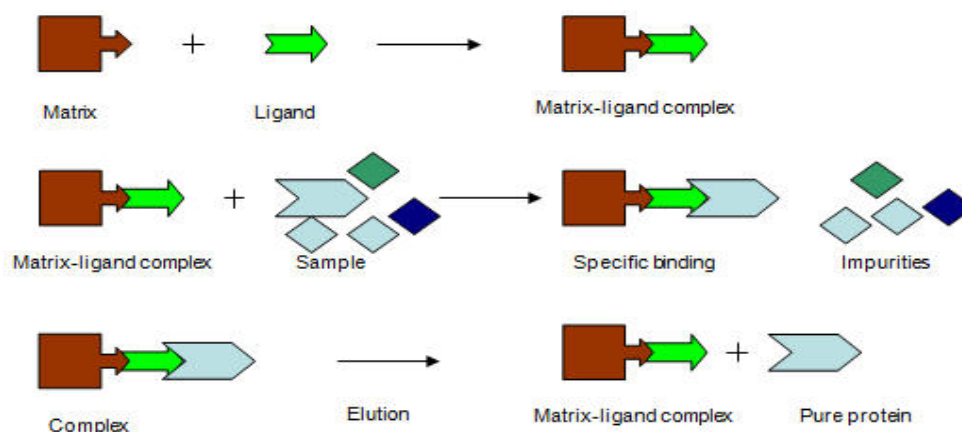 +
Matrix
Ligand
Matrix-ligand complex
+
Matrix-ligand complex
Sample
Specific binding
Impurities
+
Complex
Elution
Matrix-ligand complex
Pure protein